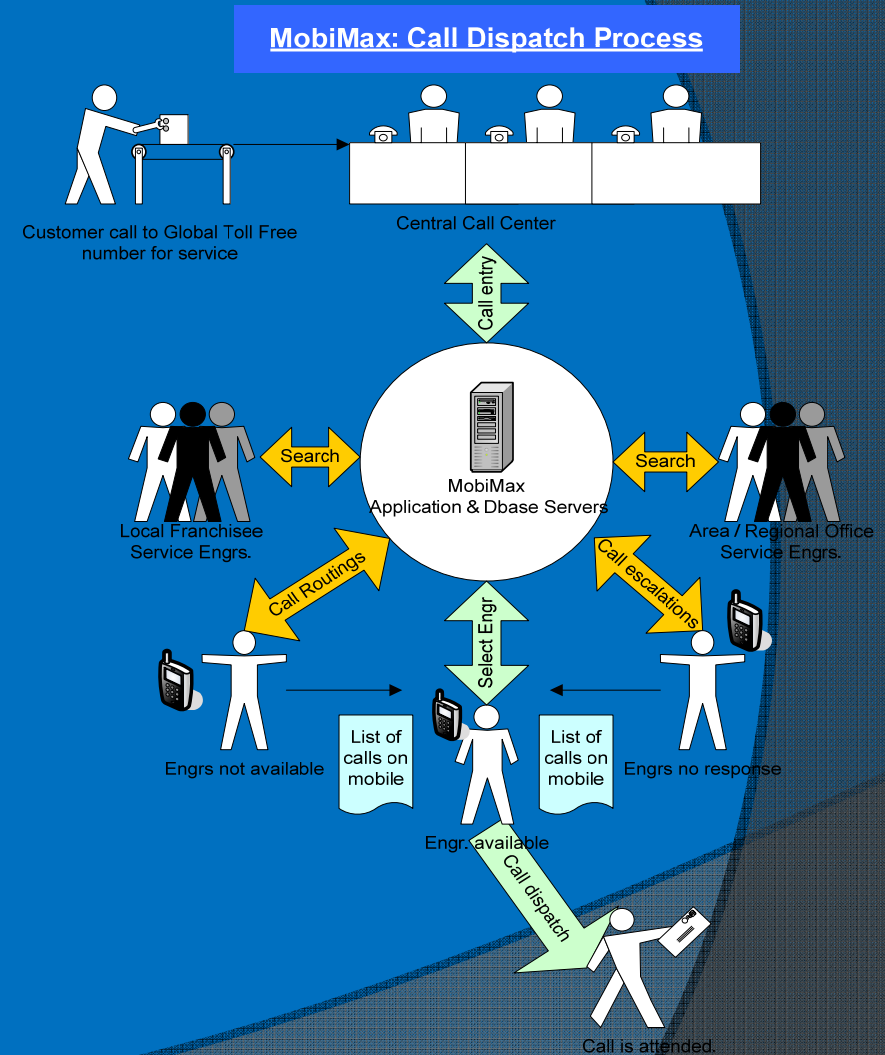 MobiMax: Call Dispatch Process
Customer call to Global Toll Free
number for service
Central Call Center
Call entry
MobiMax
Application & Dbase Servers
Search
Search
Local Franchisee
Service Engrs.
Area / Regional Office
Service Engrs.
Call Routings
Select Engr
Call escalations
List of
calls on
mobile
List of
calls on
mobile
Engrs not available
Engrs no response
Engr. available
Call dispatch
Call is attended.